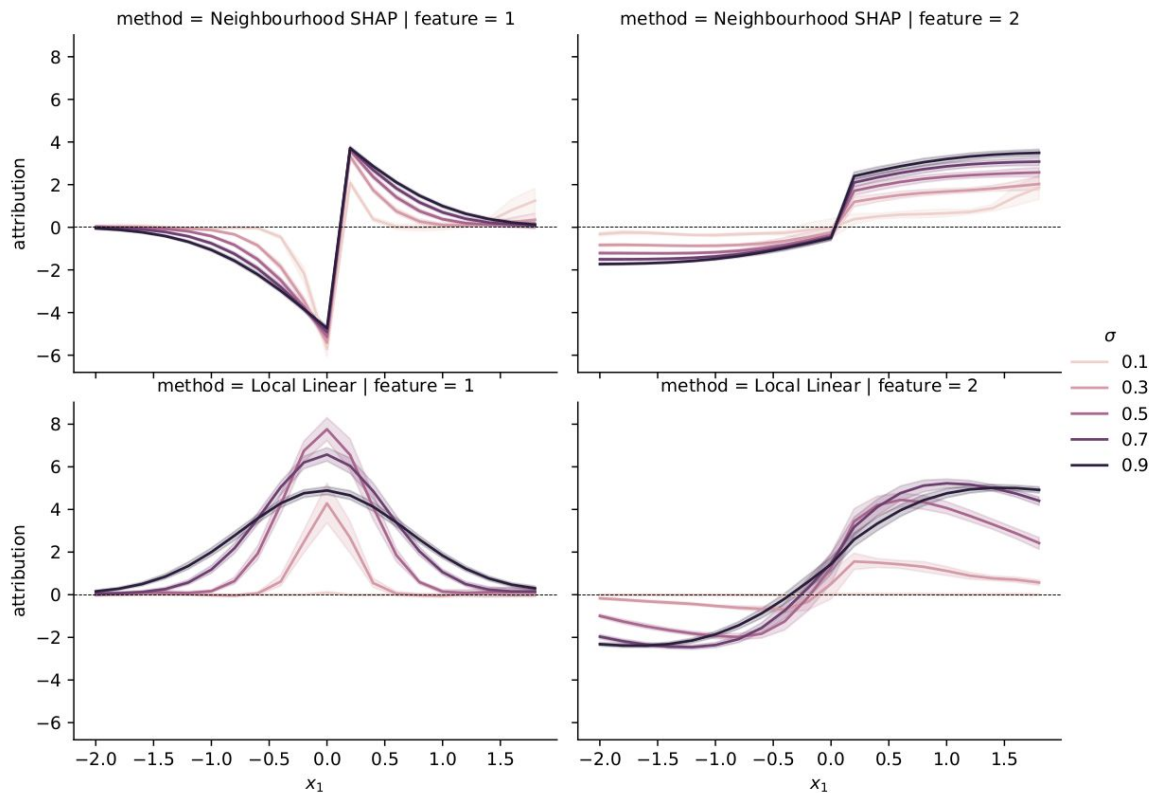 method = Neighbourhood SHAP | feature = 1
method = Neighbourhood SHAP | feature = 2
8
6
4
2
0
−2
−4
−6
attribution
method = Local Linear | feature = 1
method = Local Linear | feature = 2
8
6
4
2
0
−2
−4
−6
attribution
−2.0 −1.5 −1.0 −0.5 0.0 0.5 1.0 1.5
x₁
−2.0 −1.5 −1.0 −0.5 0.0 0.5 1.0 1.5
x₁
σ
0.1
0.3
0.5
0.7
0.9